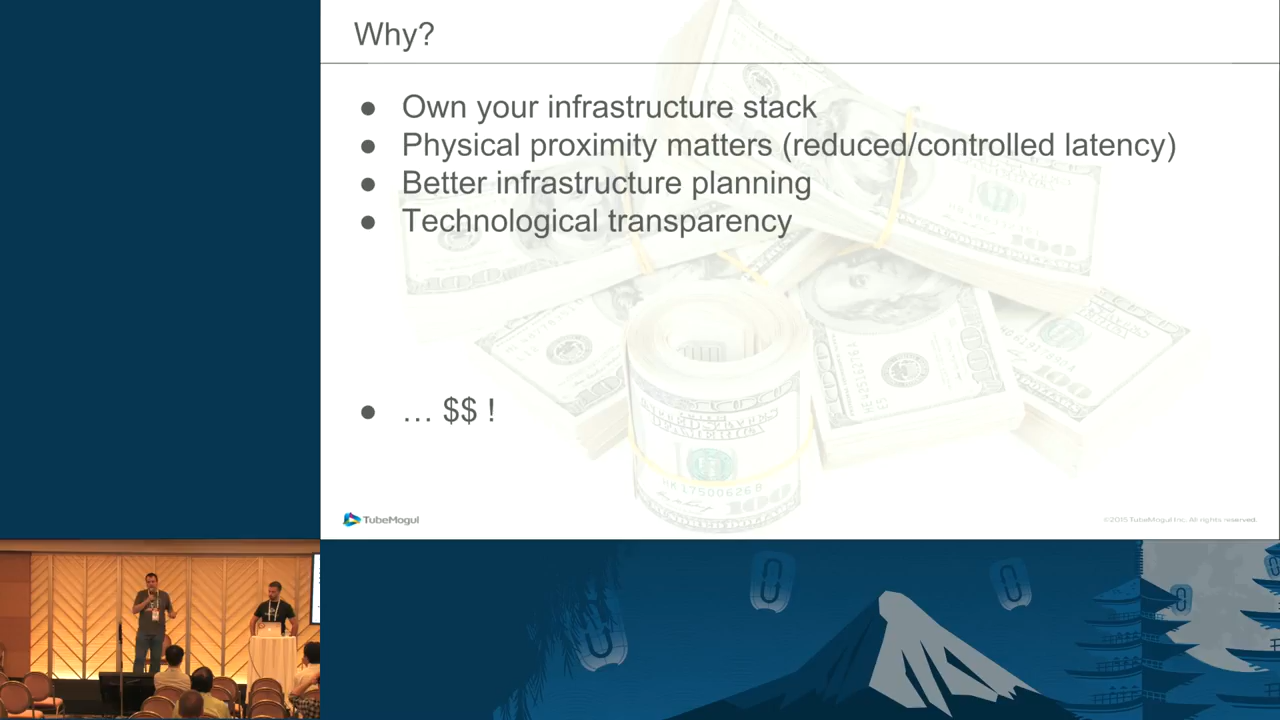 Why?
● Own your infrastructure stack
● Physical proximity matters (reduced/controlled latency)
● Better infrastructure planning
● Technological transparency
● … $$ !
TubeMogul
©2015 TubeMogul Inc. All rights reserved.